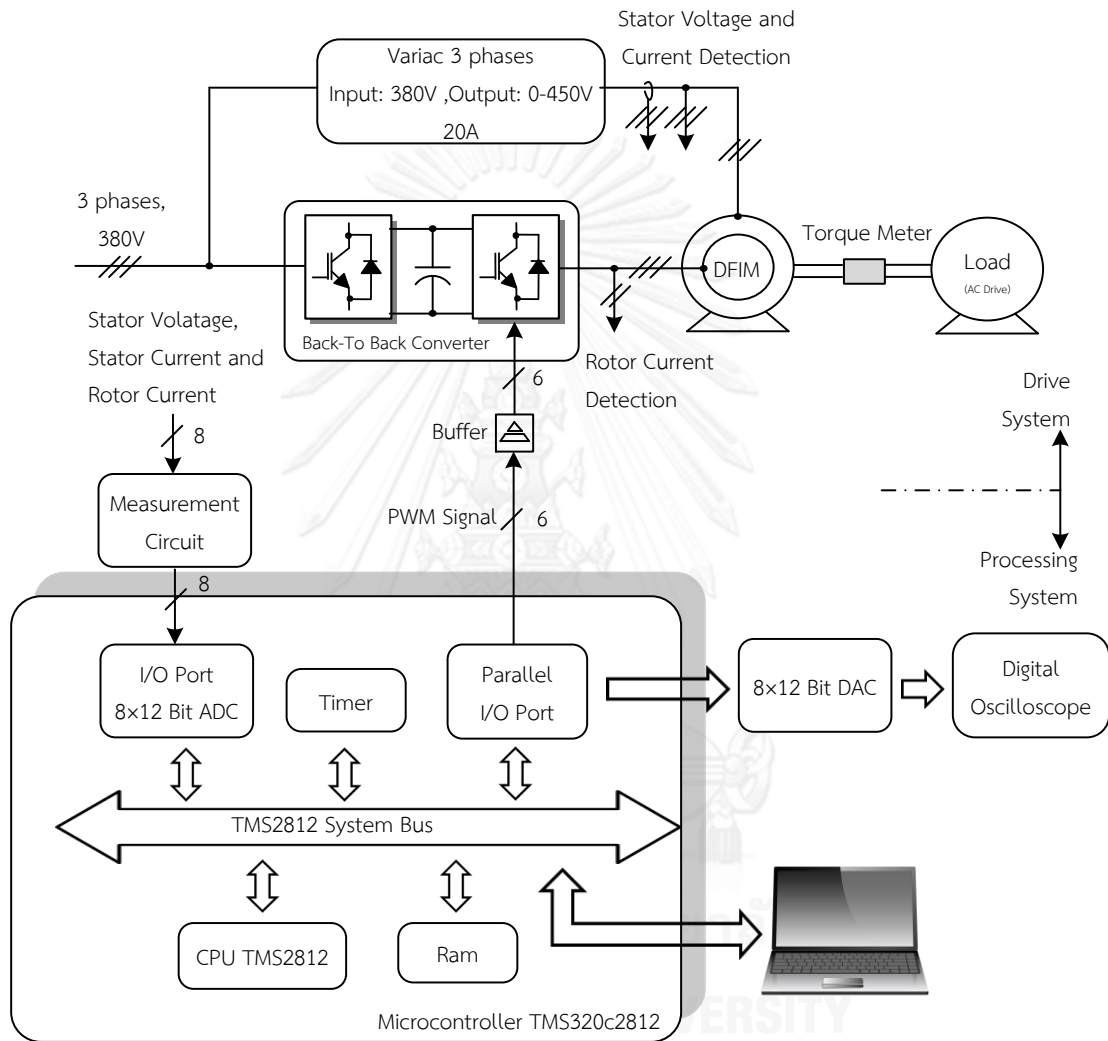 Stator Voltage and
Current Detection
Variac 3 phases
Input: 380V ,Output: 0-450V
20A
3 phases,
380V
Torque Meter
DFIM
Load
(AC Drive)
Back-To Back Converter
Stator Volatage,
Stator Current and
Rotor Current
Rotor Current
Detection
6
Buffer
8
Drive
System
Measurement
Circuit
PWM Signal
6
8
Processing
System
I/O Port
8×12 Bit ADC
Timer
Parallel
I/O Port
8×12 Bit DAC
Digital
Oscilloscope
TMS2812 System Bus
CPU TMS2812
Ram
Microcontroller TMS320c2812
VERSITY